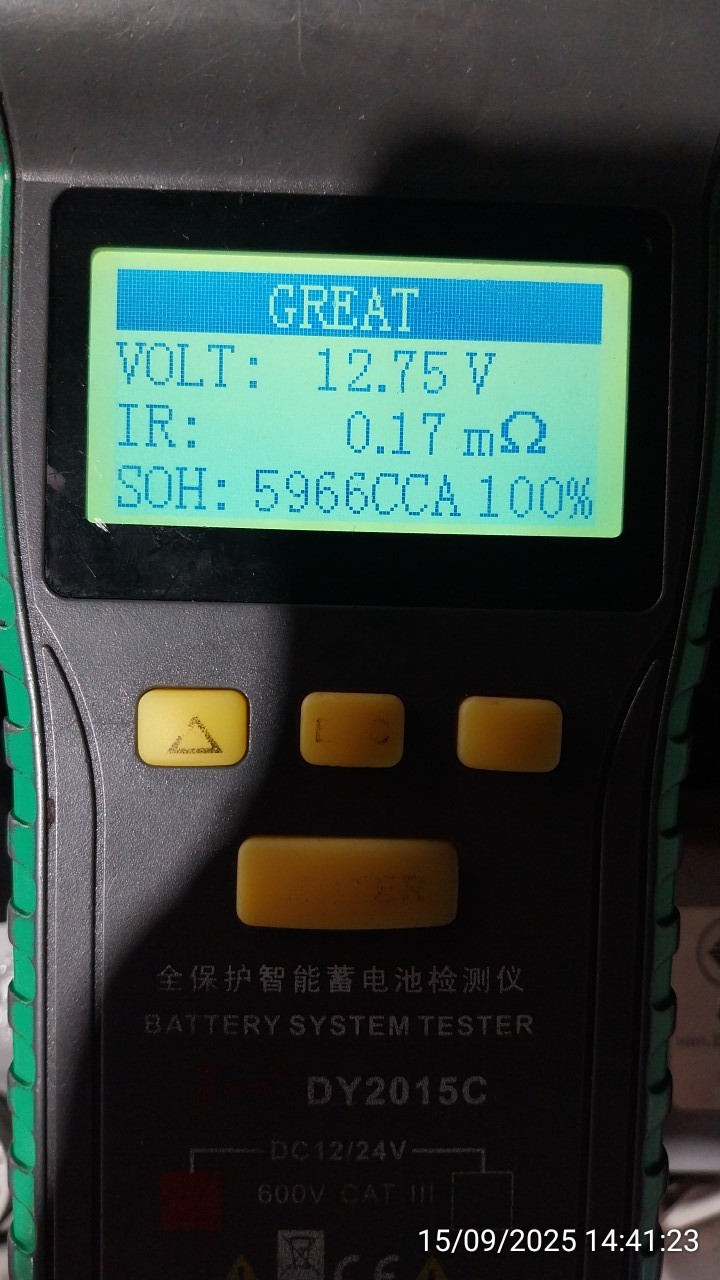 GREAT
VOLT: 12.75 V
IR: 0.17 mΩ
SOH: 5966CCA 100%
全保护智能蓄电池检测仪
BATTERY SYSTEM TESTER
DY2015C
DC12/24V
600V CAT III
CE
15/09/2025 14:41:23